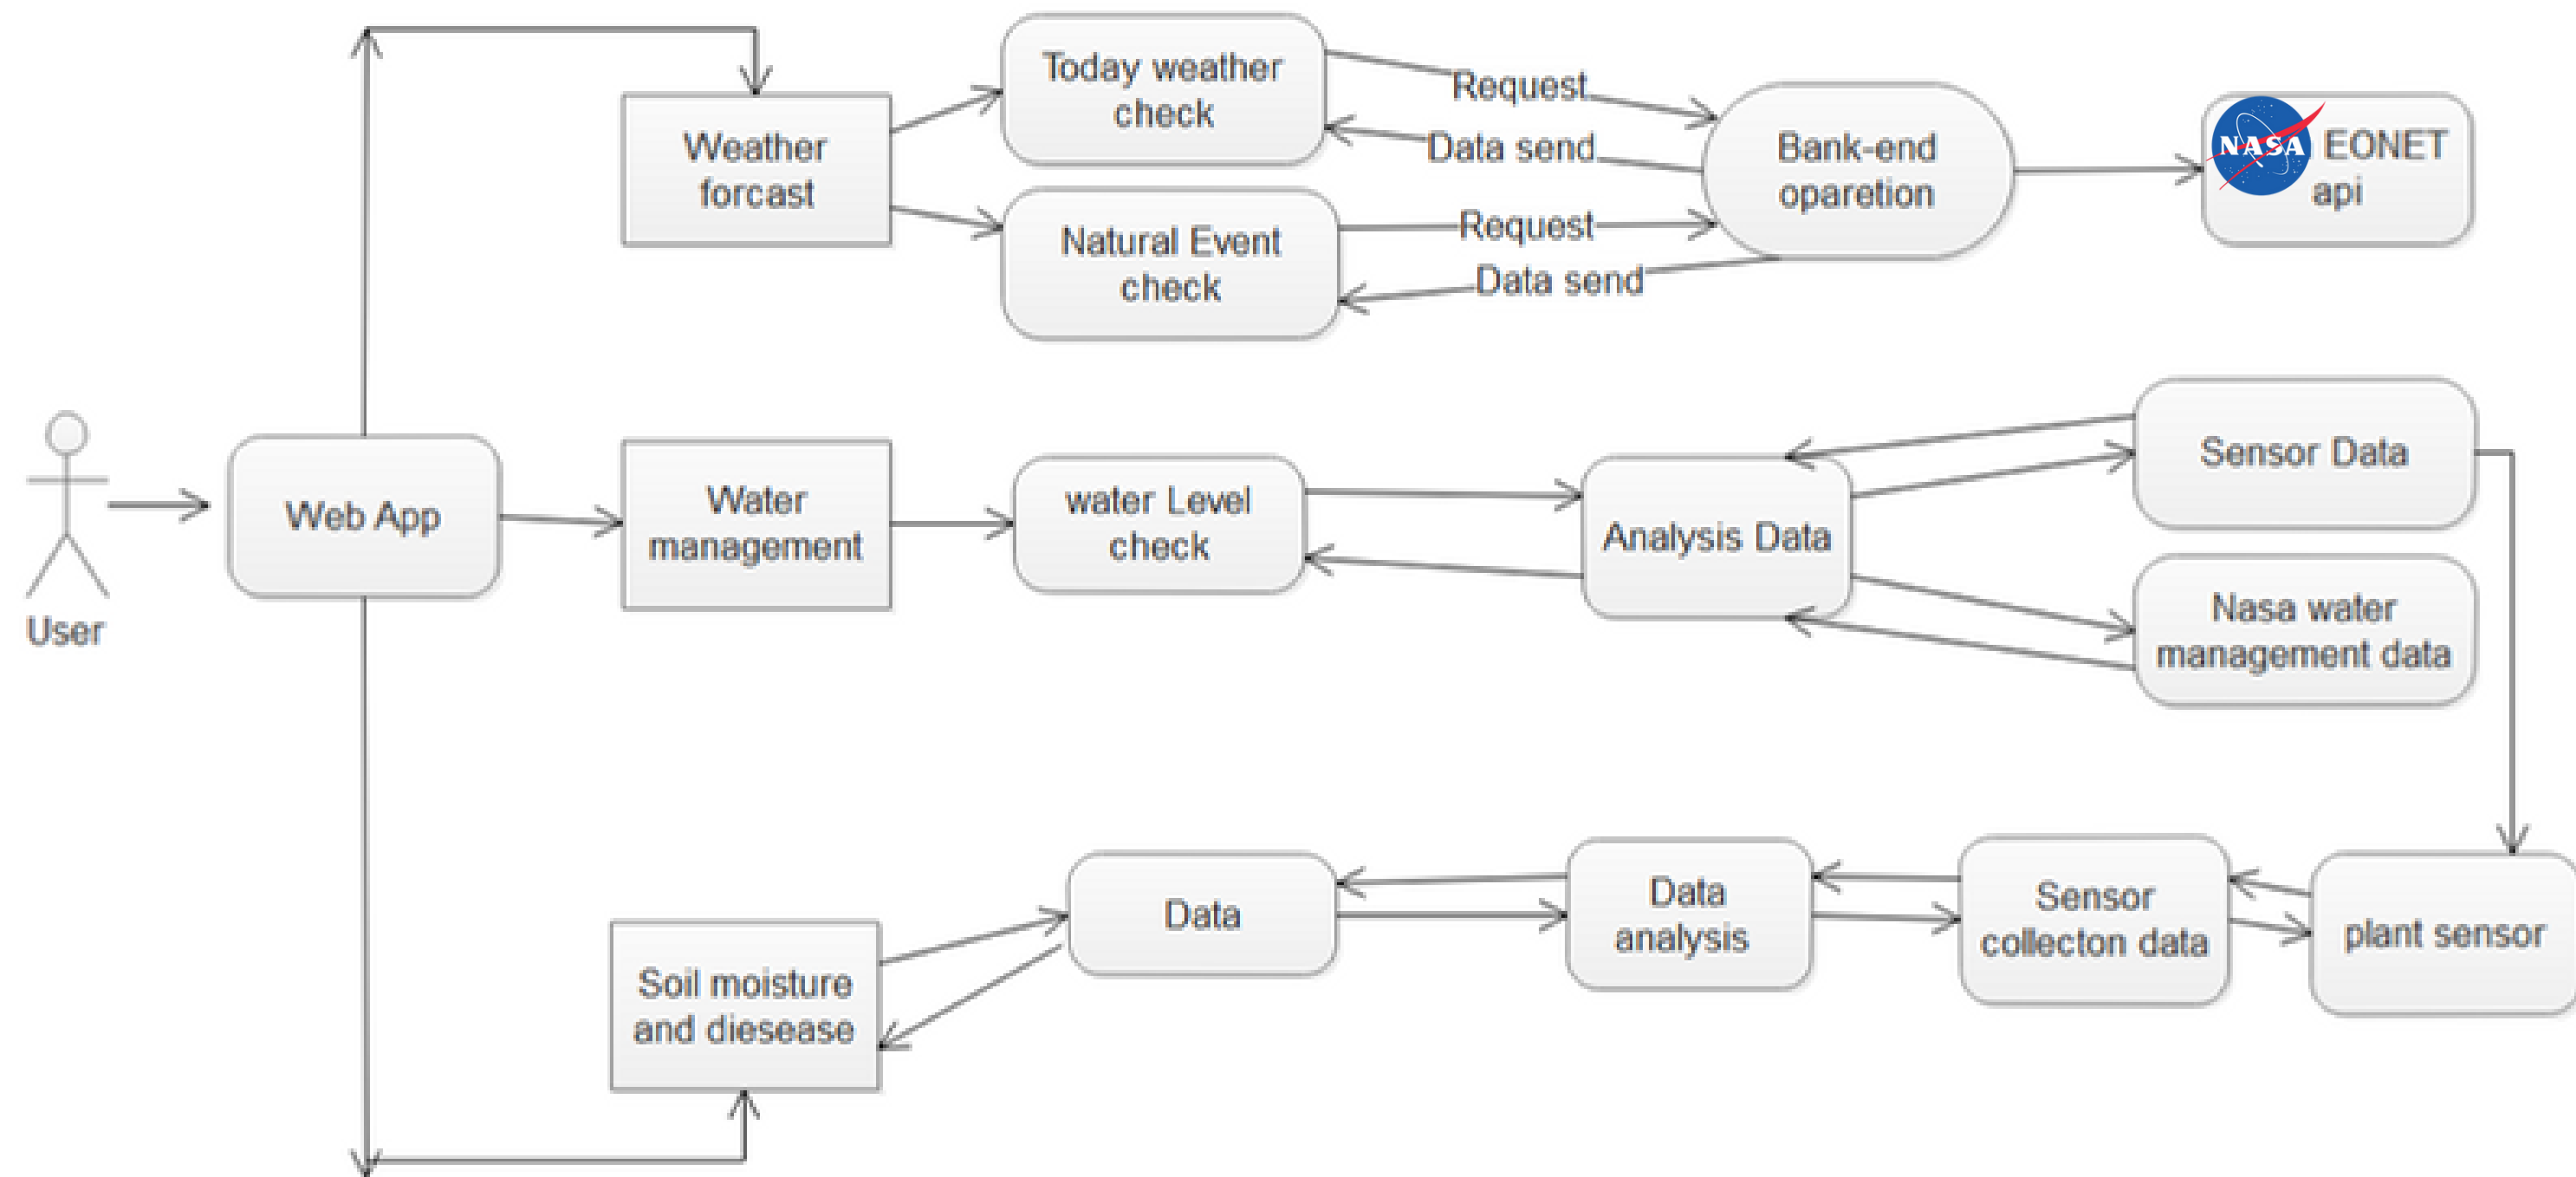 Today weather
check
Request
Data send
Weather
forcast
Bank-end
oparetion
NASA EONET
api
Natural Event
check
Request
Data send
User
Web App
Water
management
water Level
check
Analysis Data
Sensor Data
Nasa water
management data
Soil moisture
and diesease
Data
Data
analysis
Sensor
collecton data
plant sensor